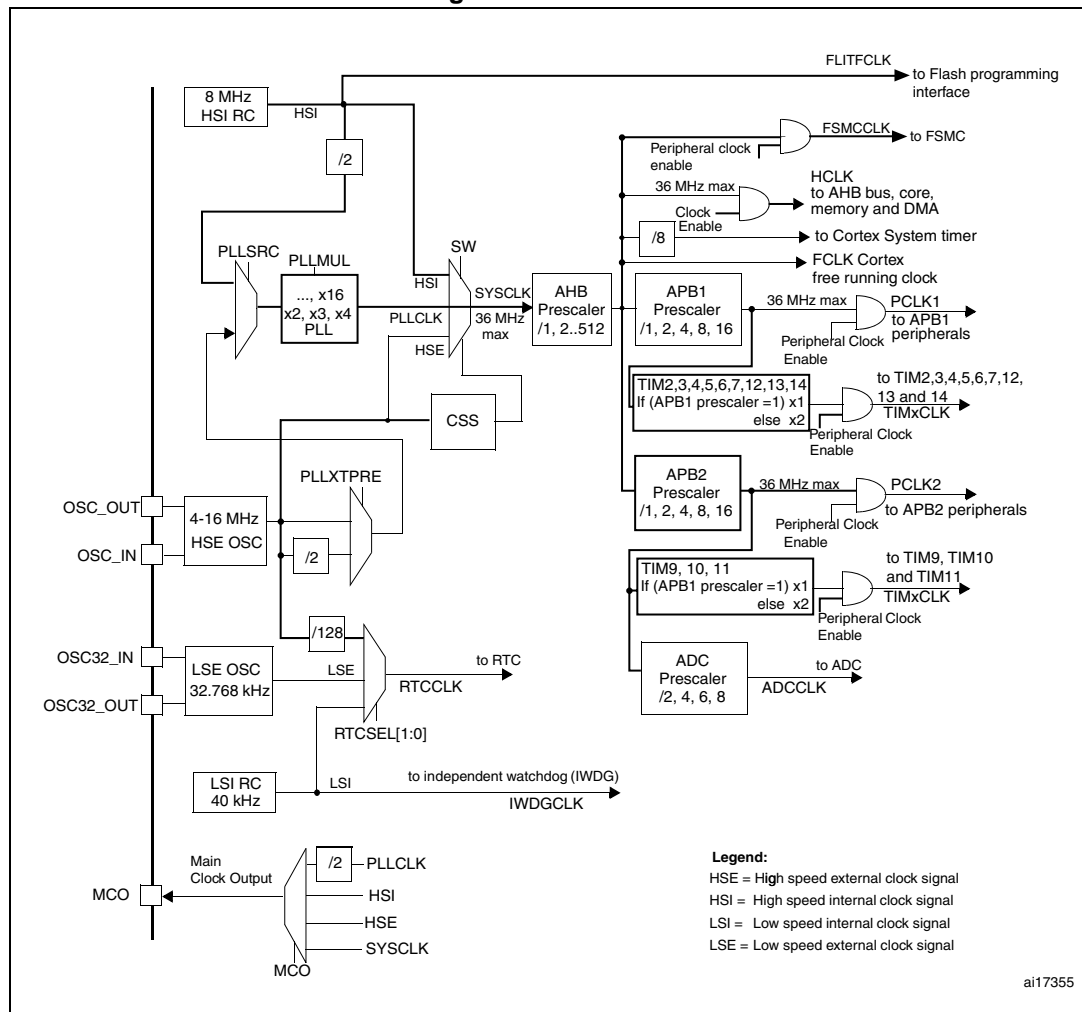 FLITFCLK
to Flash programming
interface
8 MHz
HSI RC
HSI
/2
FSMCCLK
to FSMC
Peripheral clock
enable
36 MHz max
HCLK
to AHB bus, core,
memory and DMA
Clock
Enable
/8
to Cortex System timer
FCLK Cortex
free running clock
PLLSRC
PLLMUL
..., x16
x2, x3, x4
PLL
SW
HSI
PLLCLK
HSE
SYSCLK
36 MHz
max
AHB
Prescaler
/1, 2..512
APB1
Prescaler
/1, 2, 4, 8, 16
36 MHz max
PCLK1
to APB1
peripherals
Peripheral Clock
Enable
TIM2,3,4,5,6,7,12,13,14
If (APB1 prescaler =1) x1
else x2
to TIM2,3,4,5,6,7,12,
13 and 14
TIMxCLK
Peripheral Clock
Enable
CSS
PLLXTPRE
OSC_OUT
OSC_IN
4-16 MHz
HSE OSC
/2
APB2
Prescaler
/1, 2, 4, 8, 16
36 MHz max
PCLK2
to APB2 peripherals
Peripheral Clock
Enable
TIM9, 10, 11
If (APB1 prescaler =1) x1
else x2
to TIM9, TIM10
and TIM11
TIMxCLK
Peripheral Clock
Enable
/128
OSC32_IN
OSC32_OUT
LSE OSC
32.768 kHz
LSE
to RTC
RTCCLK
RTCSEL[1:0]
ADC
Prescaler
/2, 4, 6, 8
to ADC
ADCCLK
LSI RC
40 kHz
LSI
to independent watchdog (IWDG)
IWDGCLK
MCO
Main
Clock Output
/2
PLLCLK
HSI
HSE
SYSCLK
MCO
Legend:
HSE = High speed external clock signal
HSI = High speed internal clock signal
LSI = Low speed internal clock signal
LSE = Low speed external clock signal
ai17355